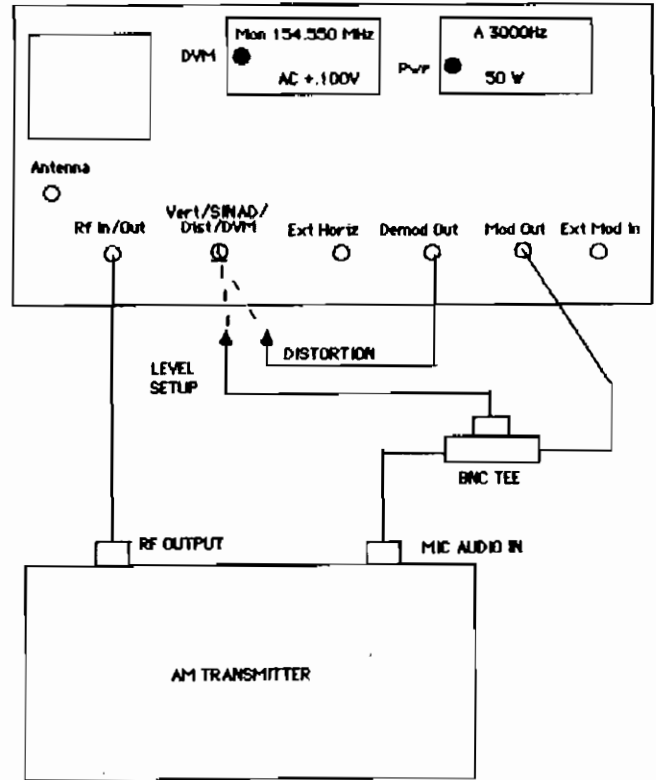 Mon 154.550 MHz
DVM
AC +.100V
A 3000Hz
Pwr
50 W
Antenna
Rf In/Out
Vert/SINAD/
Dist/DVM
Ext Horiz
Demod Out
Mod Out
Ext Mod In
LEVEL
SETUP
DISTORTION
BNC TEE
RF OUTPUT
MIC AUDIO IN
AM TRANSMITTER